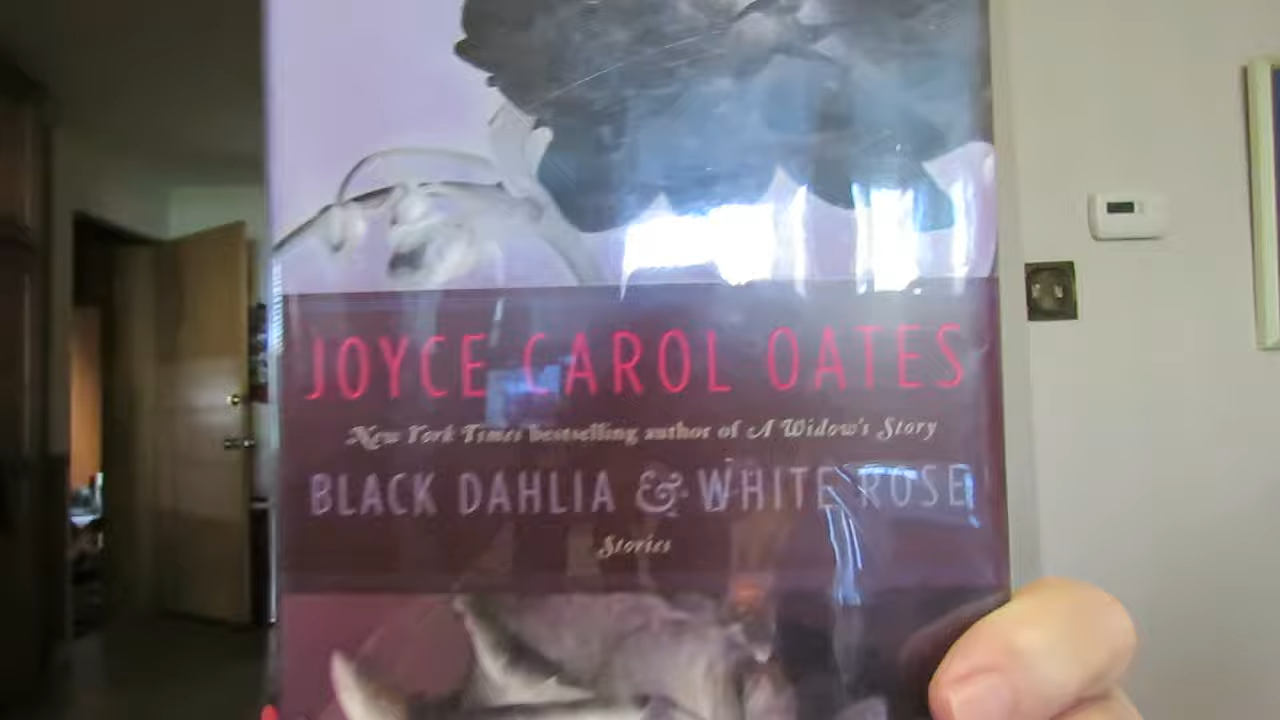 JOYCE CAROL OATES
New York Times bestselling author of A Widow's Story
BLACK DAHLIA & WHITE ROSE
Stories